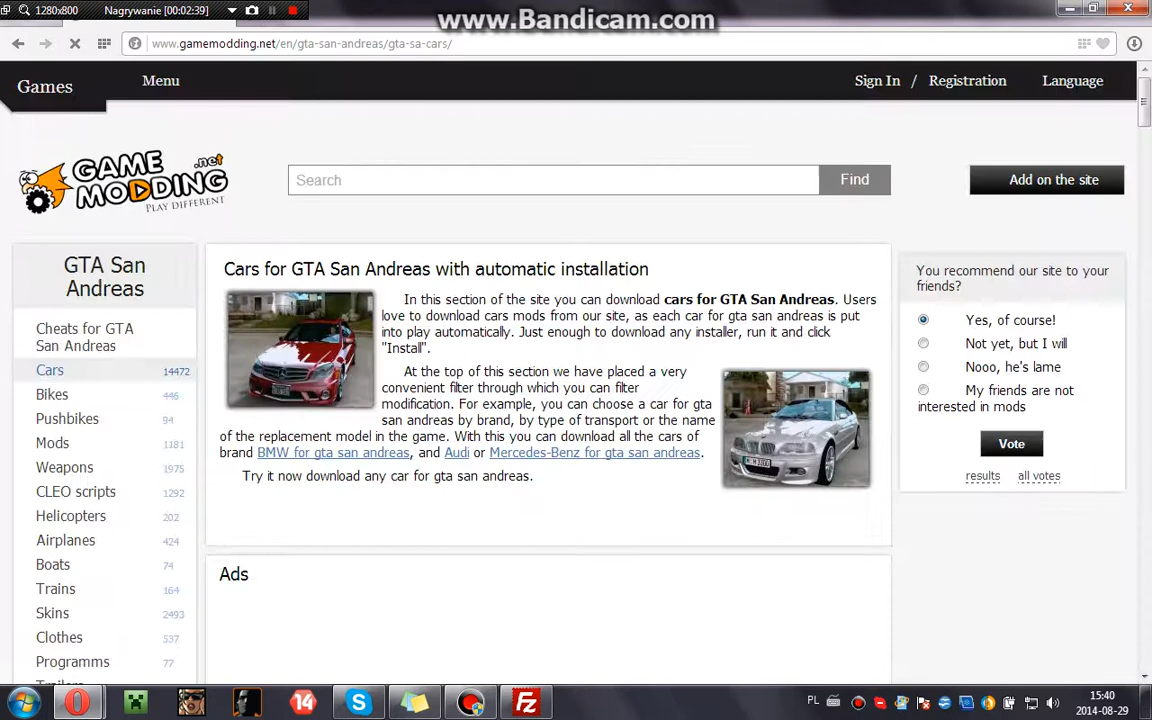 1280x800 Nagrywanie [00:02:39]
www.Bandicam.com
www.gamemodding.net/en/gta-san-andreas/gta-sa-cars/
Games Menu Sign In / Registration Language
GAME .net
MODDING
PLAY DIFFERENT
Search Find
Add on the site
GTA San
Andreas
Cheats for GTA
San Andreas
Cars 14472
Bikes 446
Pushbikes 94
Mods 1181
Weapons 1975
CLEO scripts 1292
Helicopters 202
Airplanes 424
Boats 74
Trains 164
Skins 2493
Clothes 537
Programms 77
Cars for GTA San Andreas with automatic installation
In this section of the site you can download cars for GTA San Andreas. Users
love to download cars mods from our site, as each car for gta san andreas is put
into play automatically. Just enough to download any installer, run it and click
"Install".
At the top of this section we have placed a very
convenient filter through which you can filter
modification. For example, you can choose a car for gta
san andreas by brand, by type of transport or the name
of the replacement model in the game. With this you can download all the cars of
brand BMW for gta san andreas, and Audi or Mercedes-Benz for gta san andreas.
Try it now download any car for gta san andreas.
Ads
You recommend our site to your
friends?
Yes, of course!
Not yet, but I will
Nooo, he's lame
My friends are not
interested in mods
Vote
results all votes
14
PL
15:40
2014-08-29